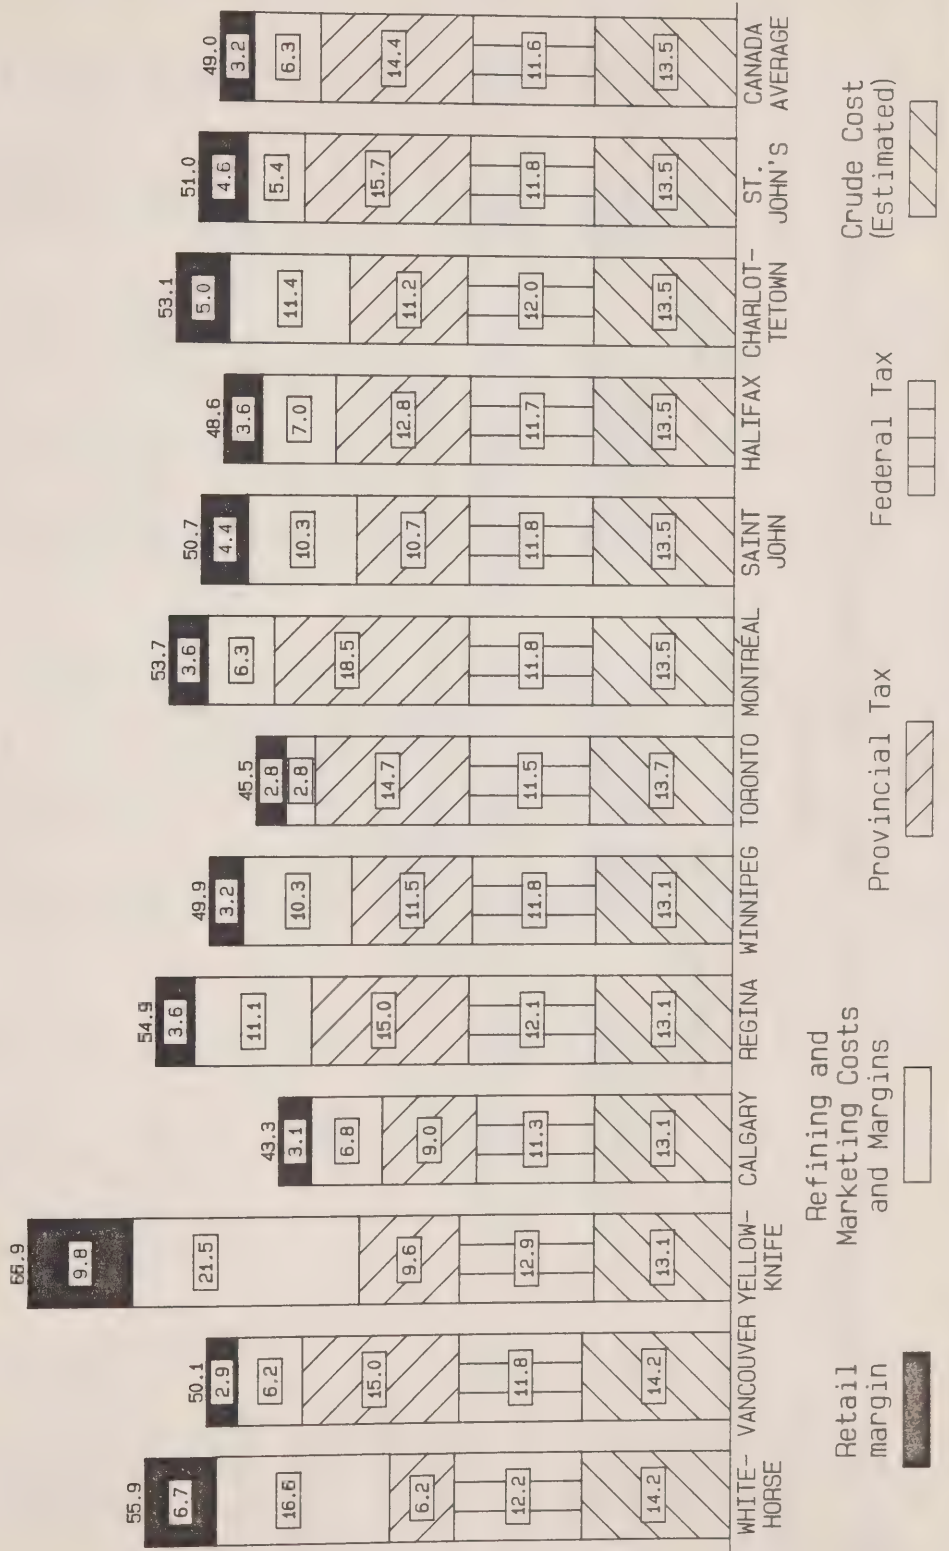 55.9
6.7
16.6
6.2
12.2
14.2
WHITE-
HORSE
50.1
2.9
6.2
15.0
11.8
14.2
VANCOUVER
66.9
9.8
21.5
9.6
12.9
13.1
YELLOW-
KNIFE
43.3
3.1
6.8
9.0
11.3
13.1
CALGARY
54.9
3.6
11.1
15.0
12.1
13.1
REGINA
49.9
3.2
10.3
11.5
11.8
13.1
WINNIPEG
45.5
2.8
2.8
14.7
11.5
13.7
TORONTO
53.7
3.6
6.3
18.5
11.8
13.5
MONTRÉAL
50.7
4.4
10.3
10.7
11.8
13.5
SAINT
JOHN
48.6
3.6
7.0
12.8
11.7
13.5
HALIFAX
53.1
5.0
11.4
11.2
12.0
13.5
CHARLOT-
TETOWN
51.0
4.6
5.4
15.7
11.8
13.5
ST.
JOHN'S
49.0
3.2
6.3
14.4
11.6
13.5
CANADA
AVERAGE
Retail
margin
Refining and
Marketing Costs
and Margins
Provincial Tax
Federal Tax
Crude Cost
(Estimated)